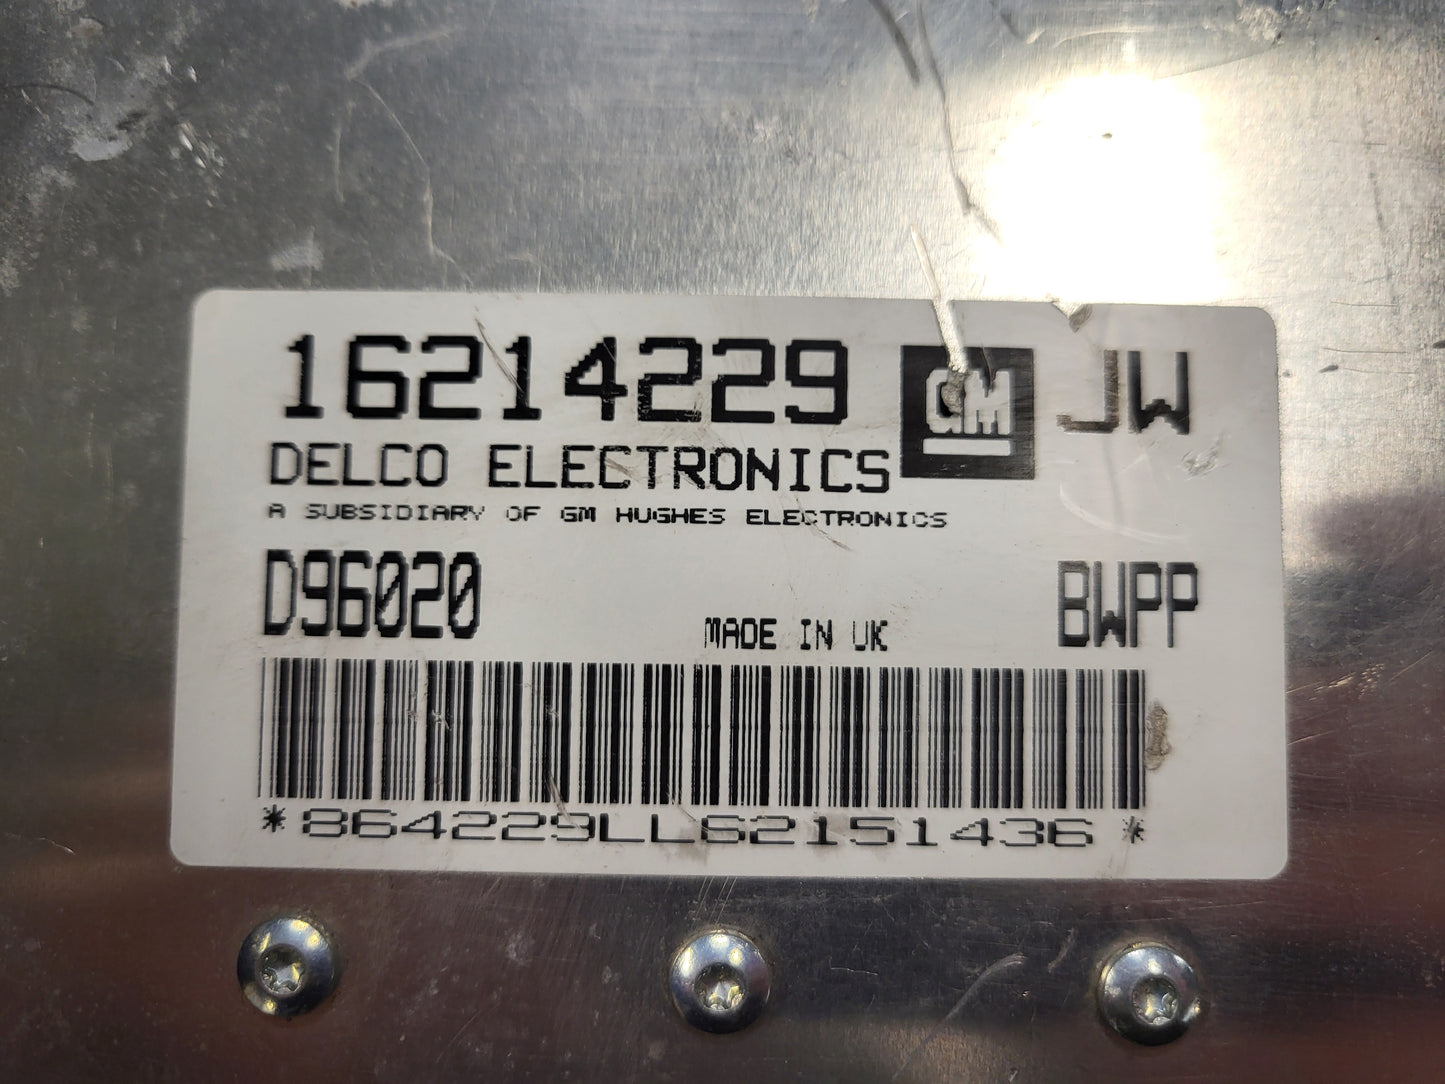 16214229 GM JW
DELCO ELECTRONICS
A SUBSIDIARY OF GM HUGHES ELECTRONICS
D96020 MADE IN UK BWPP
*864229LL62151436*